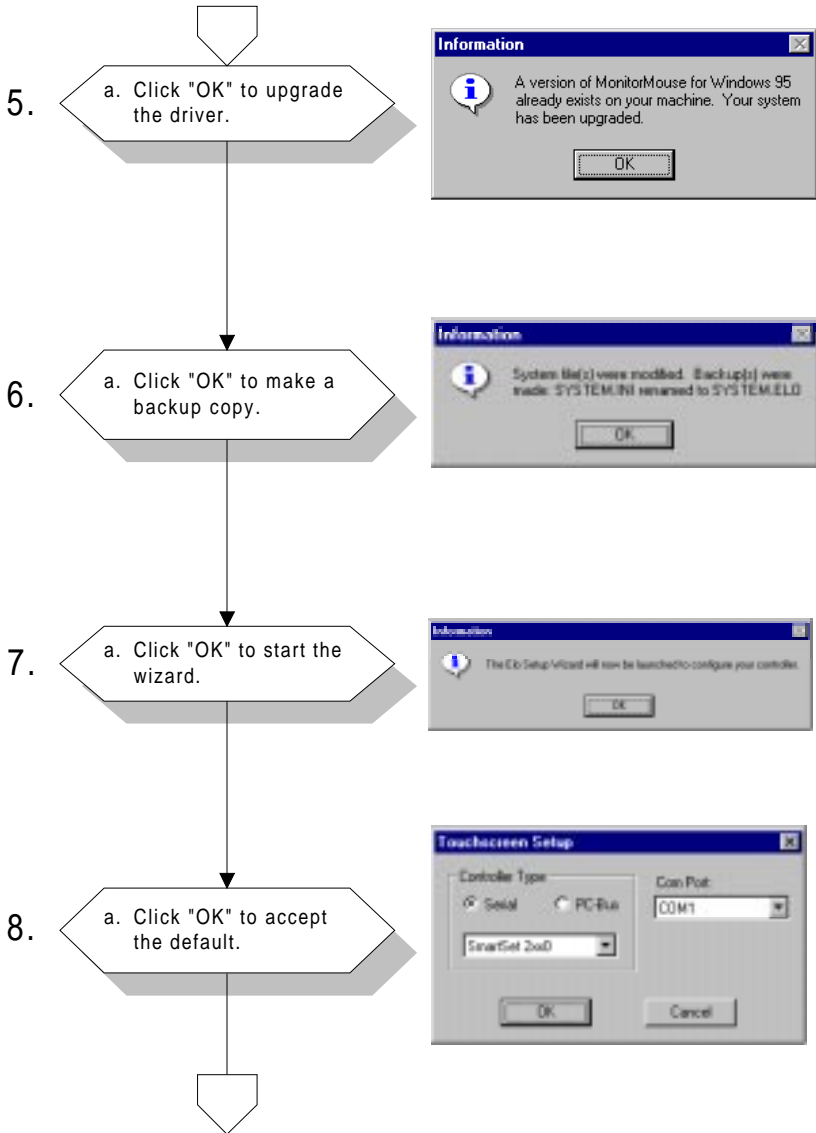 5.
a. Click "OK" to upgrade
the driver.
Information
A version of MonitorMouse for Windows 95
already exists on your machine. Your system
has been upgraded.
OK
6.
a. Click "OK" to make a
backup copy.
Information
System file(s) were modified. Backup(s) were
made: SYSTEM.INI renamed to SYSTEM.ELO
OK
7.
a. Click "OK" to start the
wizard.
Information
The Elo Setup Wizard will now be launched to configure your controller.
OK
8.
a. Click "OK" to accept
the default.
Touchscreen Setup
Controller Type
Serial
PC-Bus
SmartSet 2xx0
Com Port:
COM1
OK
Cancel